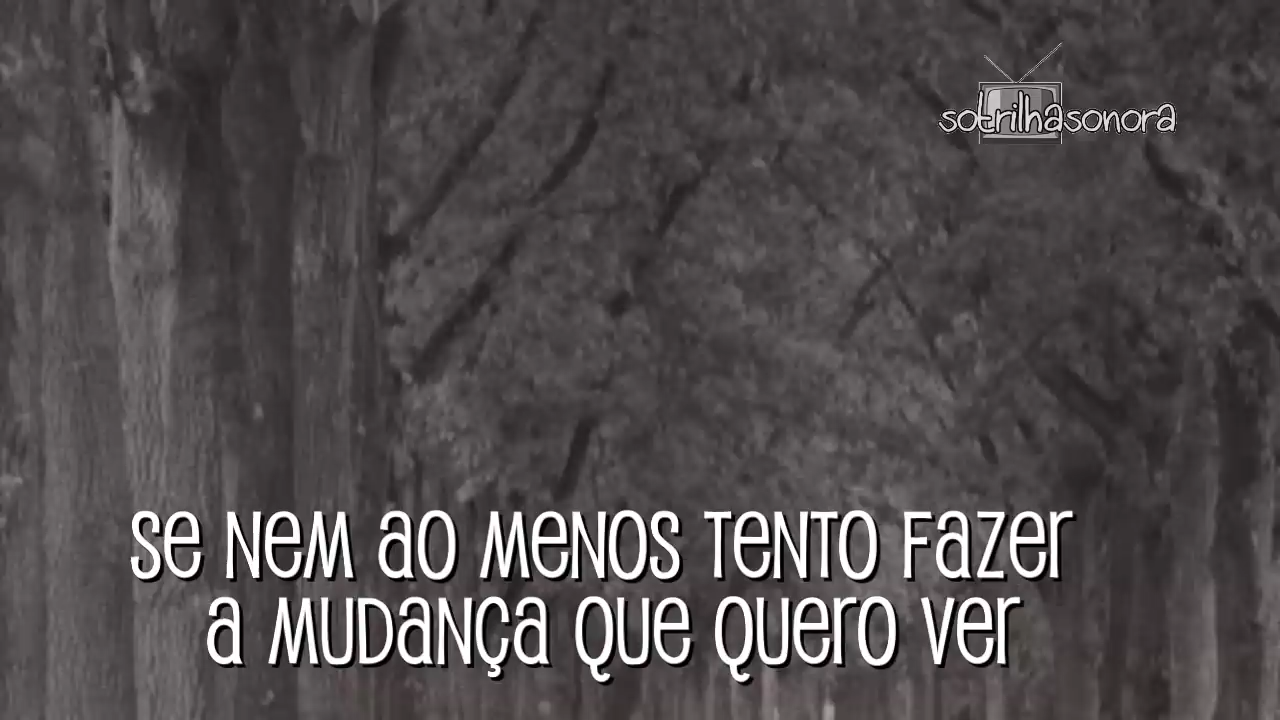 sotrilhasonora
Se nem ao menos tento fazer
a mudança que quero ver